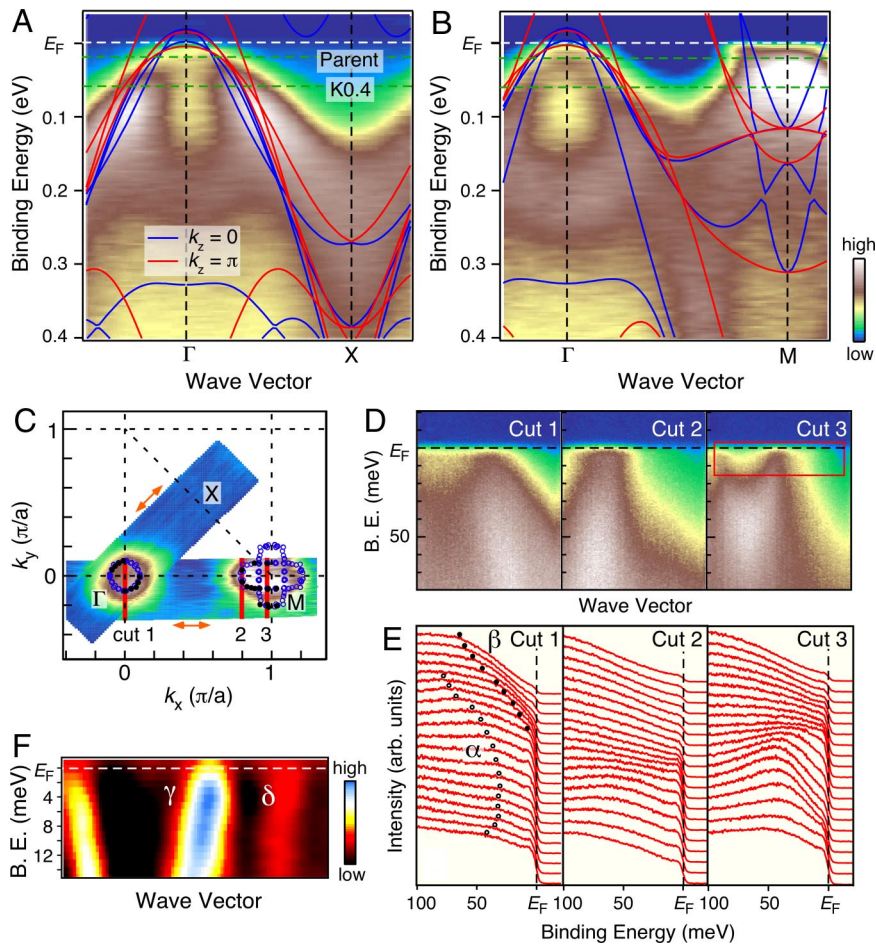 A
E_F
Parent
K0.4
0.1
0.2
0.3
0.4
Binding Energy (eV)
k_z = 0
k_z = π
Γ
X
Wave Vector
B
E_F
0.1
0.2
0.3
0.4
Binding Energy (eV)
Γ
M
Wave Vector
high
low
C
1
0
k_y (π/a)
X
Γ
M
cut 1
2
3
0
1
k_x (π/a)
D
Cut 1
Cut 2
Cut 3
E_F
50
B. E. (meV)
Wave Vector
E
β
Cut 1
Cut 2
Cut 3
α
Intensity (arb. units)
100
50
E_F
100
50
E_F
100
50
E_F
Binding Energy (meV)
F
E_F
4
8
12
B. E. (meV)
γ
δ
high
low
Wave Vector